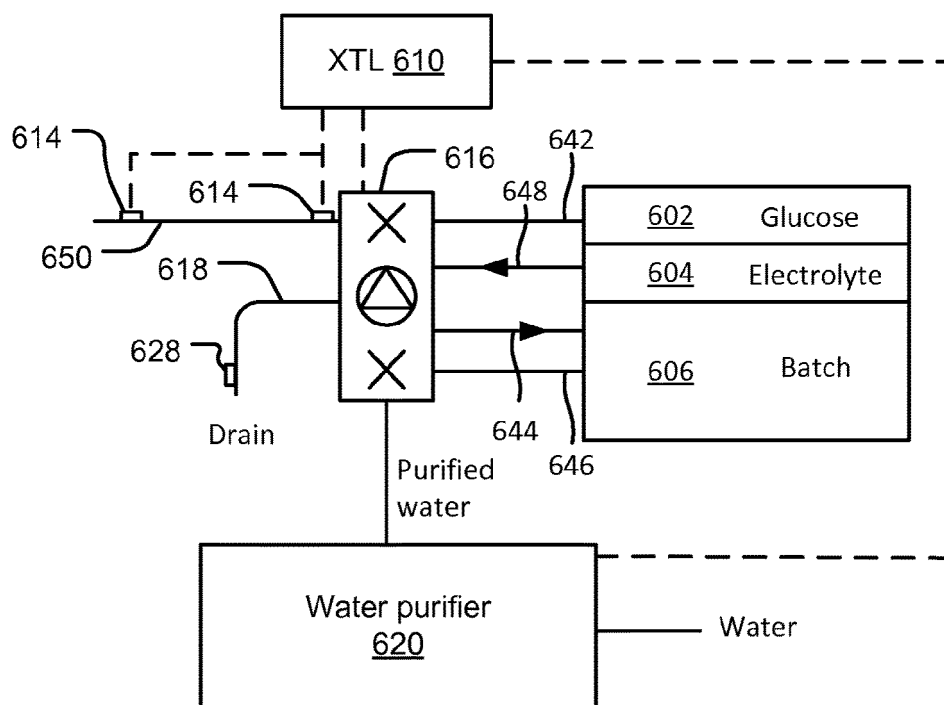 XTL 610
614
614
616
642
648
602 Glucose
650
618
604 Electrolyte
628
606 Batch
Drain
644
646
Purified
water
Water purifier
620
Water